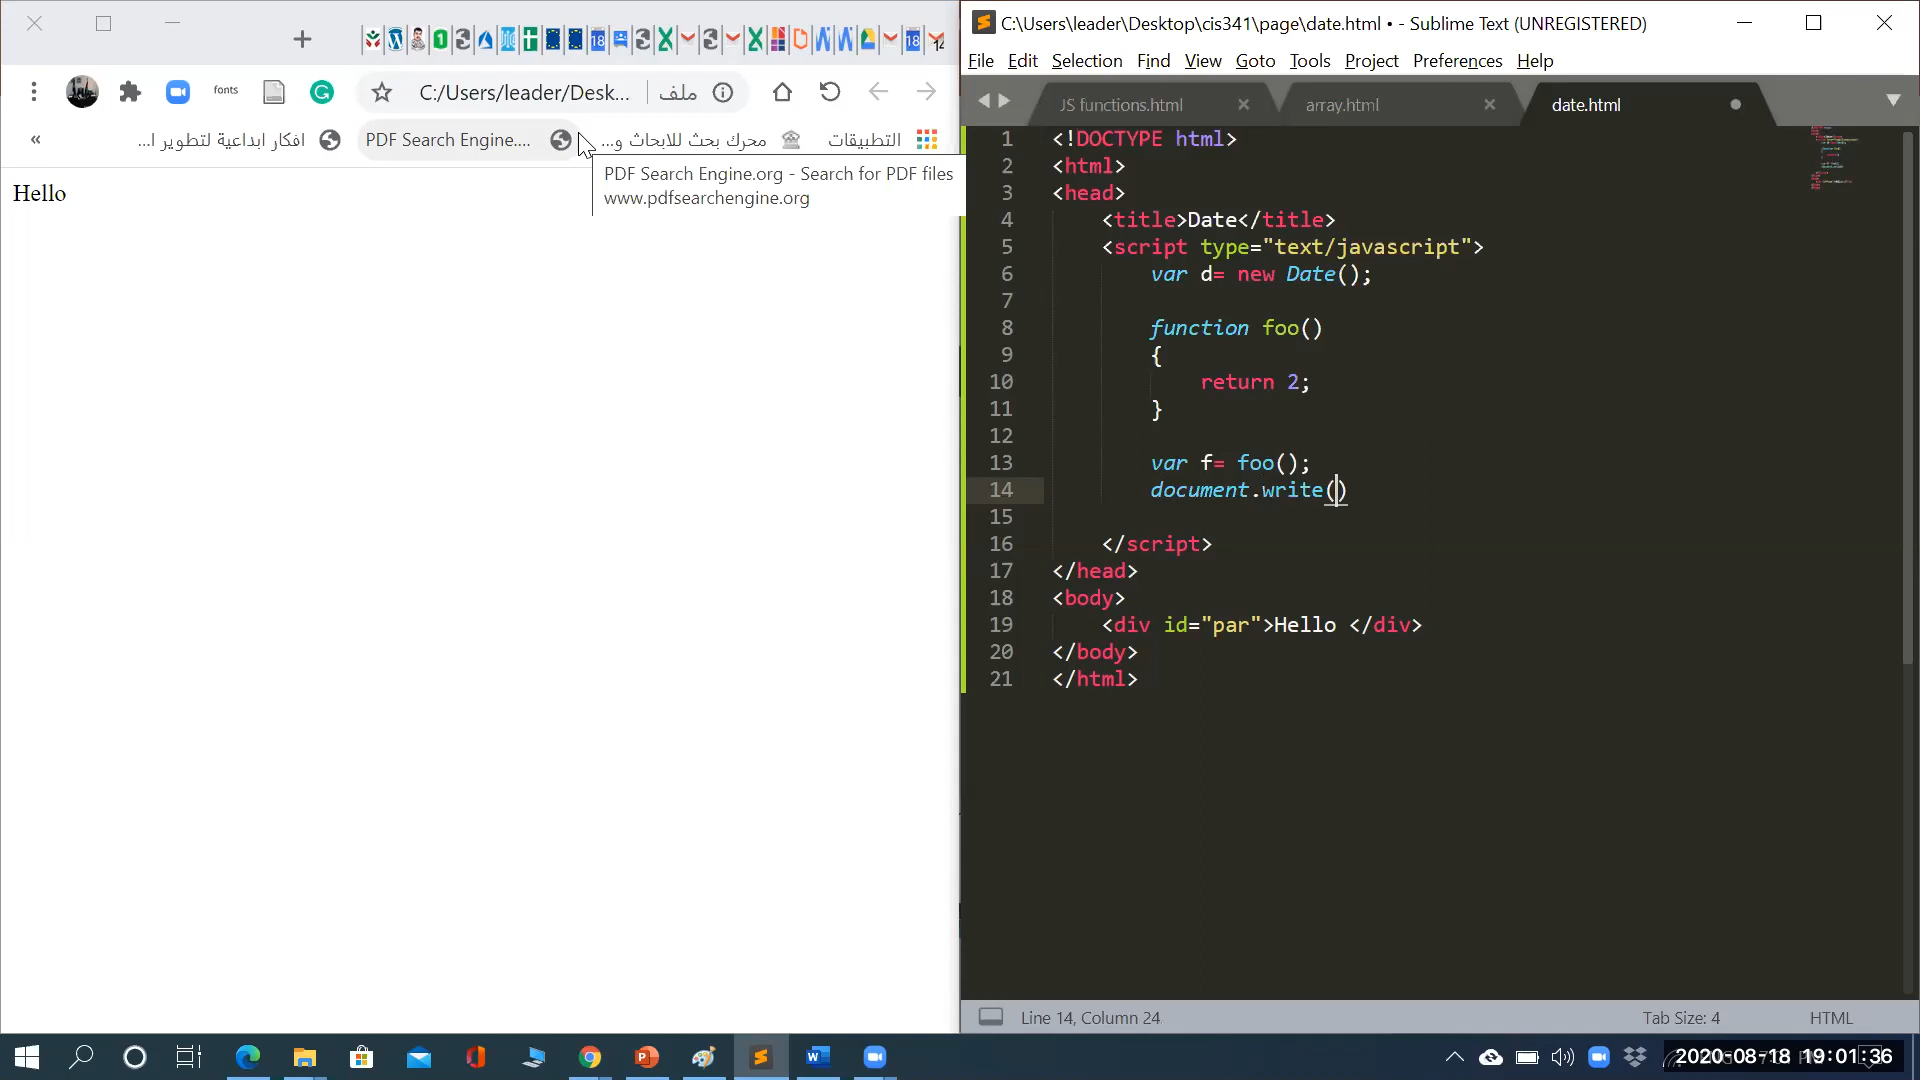 fonts
C:/Users/leader/Desk...
ملف
افكار ابداعية لتطوير ا...
PDF Search Engine....
محرك بحث للابحاث و...
التطبيقات
PDF Search Engine.org - Search for PDF files
www.pdfsearchengine.org
Hello
C:\Users\leader\Desktop\cis341\page\date.html • - Sublime Text (UNREGISTERED)
File Edit Selection Find View Goto Tools Project Preferences Help
JS functions.html
array.html
date.html
1 <!DOCTYPE html>
2 <html>
3 <head>
4 <title>Date</title>
5 <script type="text/javascript">
6 var d= new Date();
7
8 function foo()
9 {
10 return 2;
11 }
12
13 var f= foo();
14 document.write()
15
16 </script>
17 </head>
18 <body>
19 <div id="par">Hello </div>
20 </body>
21 </html>
Line 14, Column 24
Tab Size: 4
HTML
2020-08-18 19:01:36